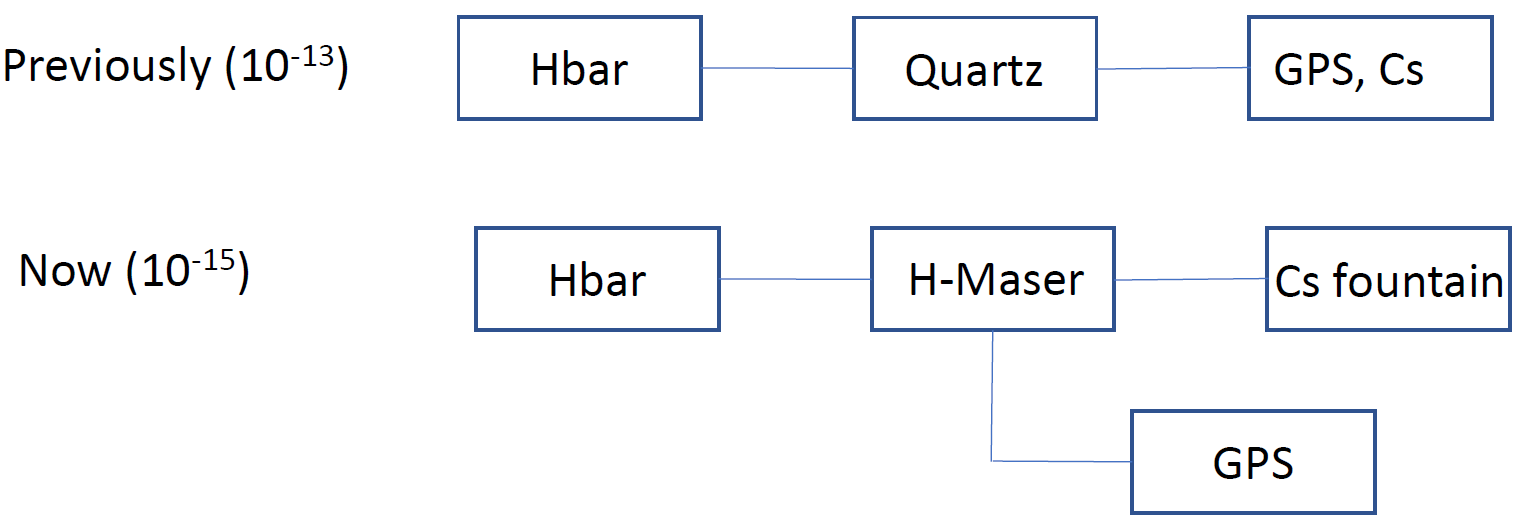 Previously (10⁻¹³)
Hbar
Quartz
GPS, Cs
Now (10⁻¹⁵)
Hbar
H-Maser
Cs fountain
GPS